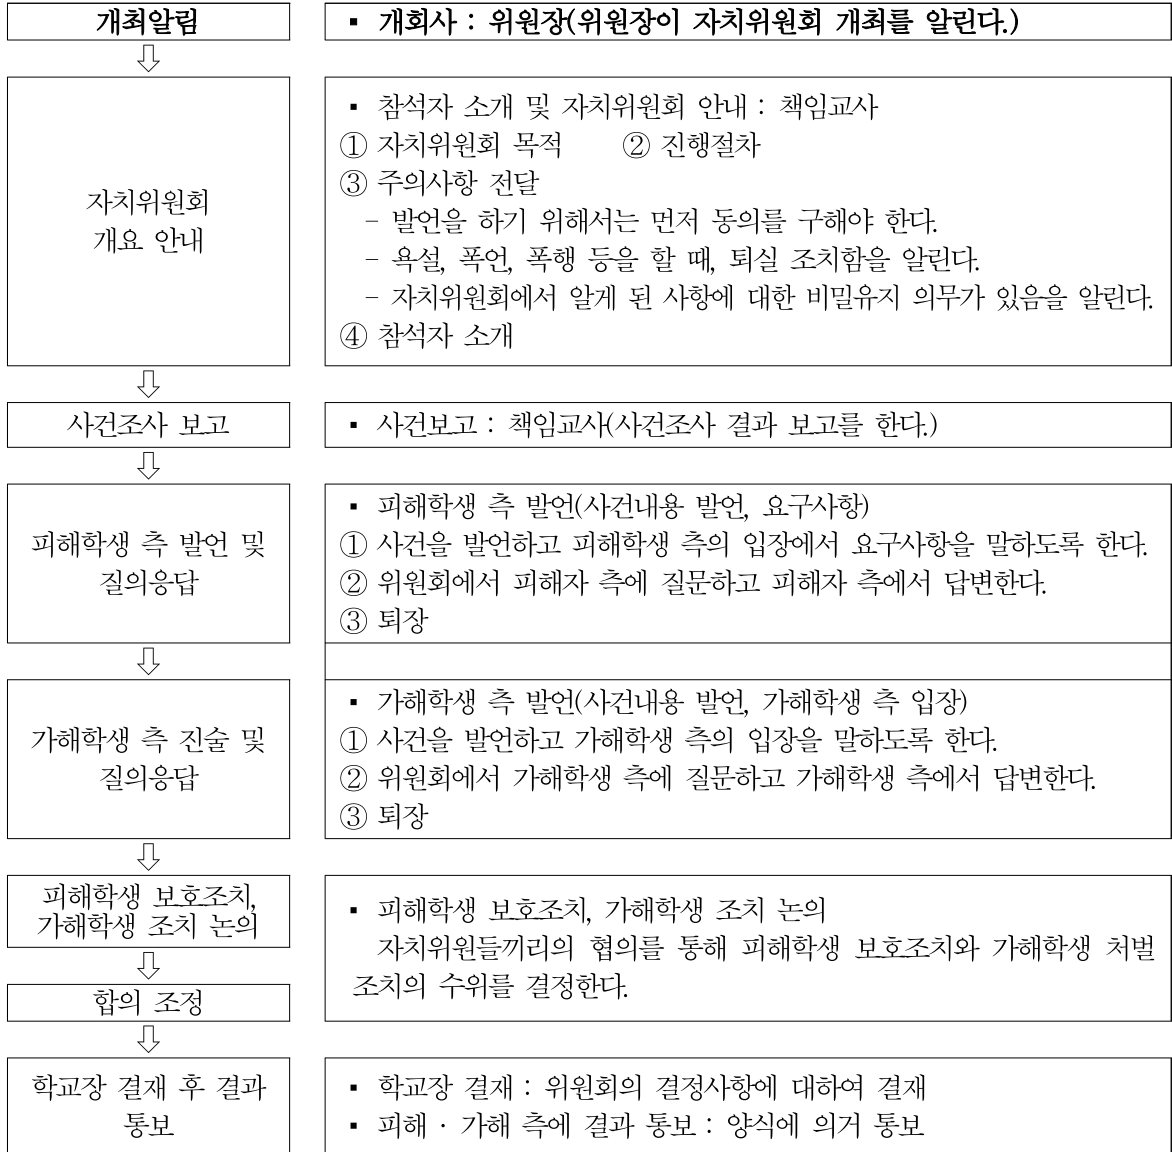 개최알림
▪ 개회사 : 위원장(위원장이 자치위원회 개최를 알린다.)
⇩
자치위원회
개요 안내
▪ 참석자 소개 및 자치위원회 안내 : 책임교사
① 자치위원회 목적 ② 진행절차
③ 주의사항 전달
- 발언을 하기 위해서는 먼저 동의를 구해야 한다.
- 욕설, 폭언, 폭행 등을 할 때, 퇴실 조치함을 알린다.
- 자치위원회에서 알게 된 사항에 대한 비밀유지 의무가 있음을 알린다.
④ 참석자 소개
⇩
사건조사 보고
▪ 사건보고 : 책임교사(사건조사 결과 보고를 한다.)
⇩
피해학생 측 발언 및
질의응답
▪ 피해학생 측 발언(사건내용 발언, 요구사항)
① 사건을 발언하고 피해학생 측의 입장에서 요구사항을 말하도록 한다.
② 위원회에서 피해자 측에 질문하고 피해자 측에서 답변한다.
③ 퇴장
⇩
가해학생 측 진술 및
질의응답
▪ 가해학생 측 발언(사건내용 발언, 가해학생 측 입장)
① 사건을 발언하고 가해학생 측의 입장을 말하도록 한다.
② 위원회에서 가해학생 측에 질문하고 가해학생 측에서 답변한다.
③ 퇴장
⇩
피해학생 보호조치,
가해학생 조치 논의
⇩
합의 조정
▪ 피해학생 보호조치, 가해학생 조치 논의
자치위원들끼리의 협의를 통해 피해학생 보호조치와 가해학생 처벌
조치의 수위를 결정한다.
⇩
학교장 결재 후 결과
통보
▪ 학교장 결재 : 위원회의 결정사항에 대하여 결재
▪ 피해 · 가해 측에 결과 통보 : 양식에 의거 통보